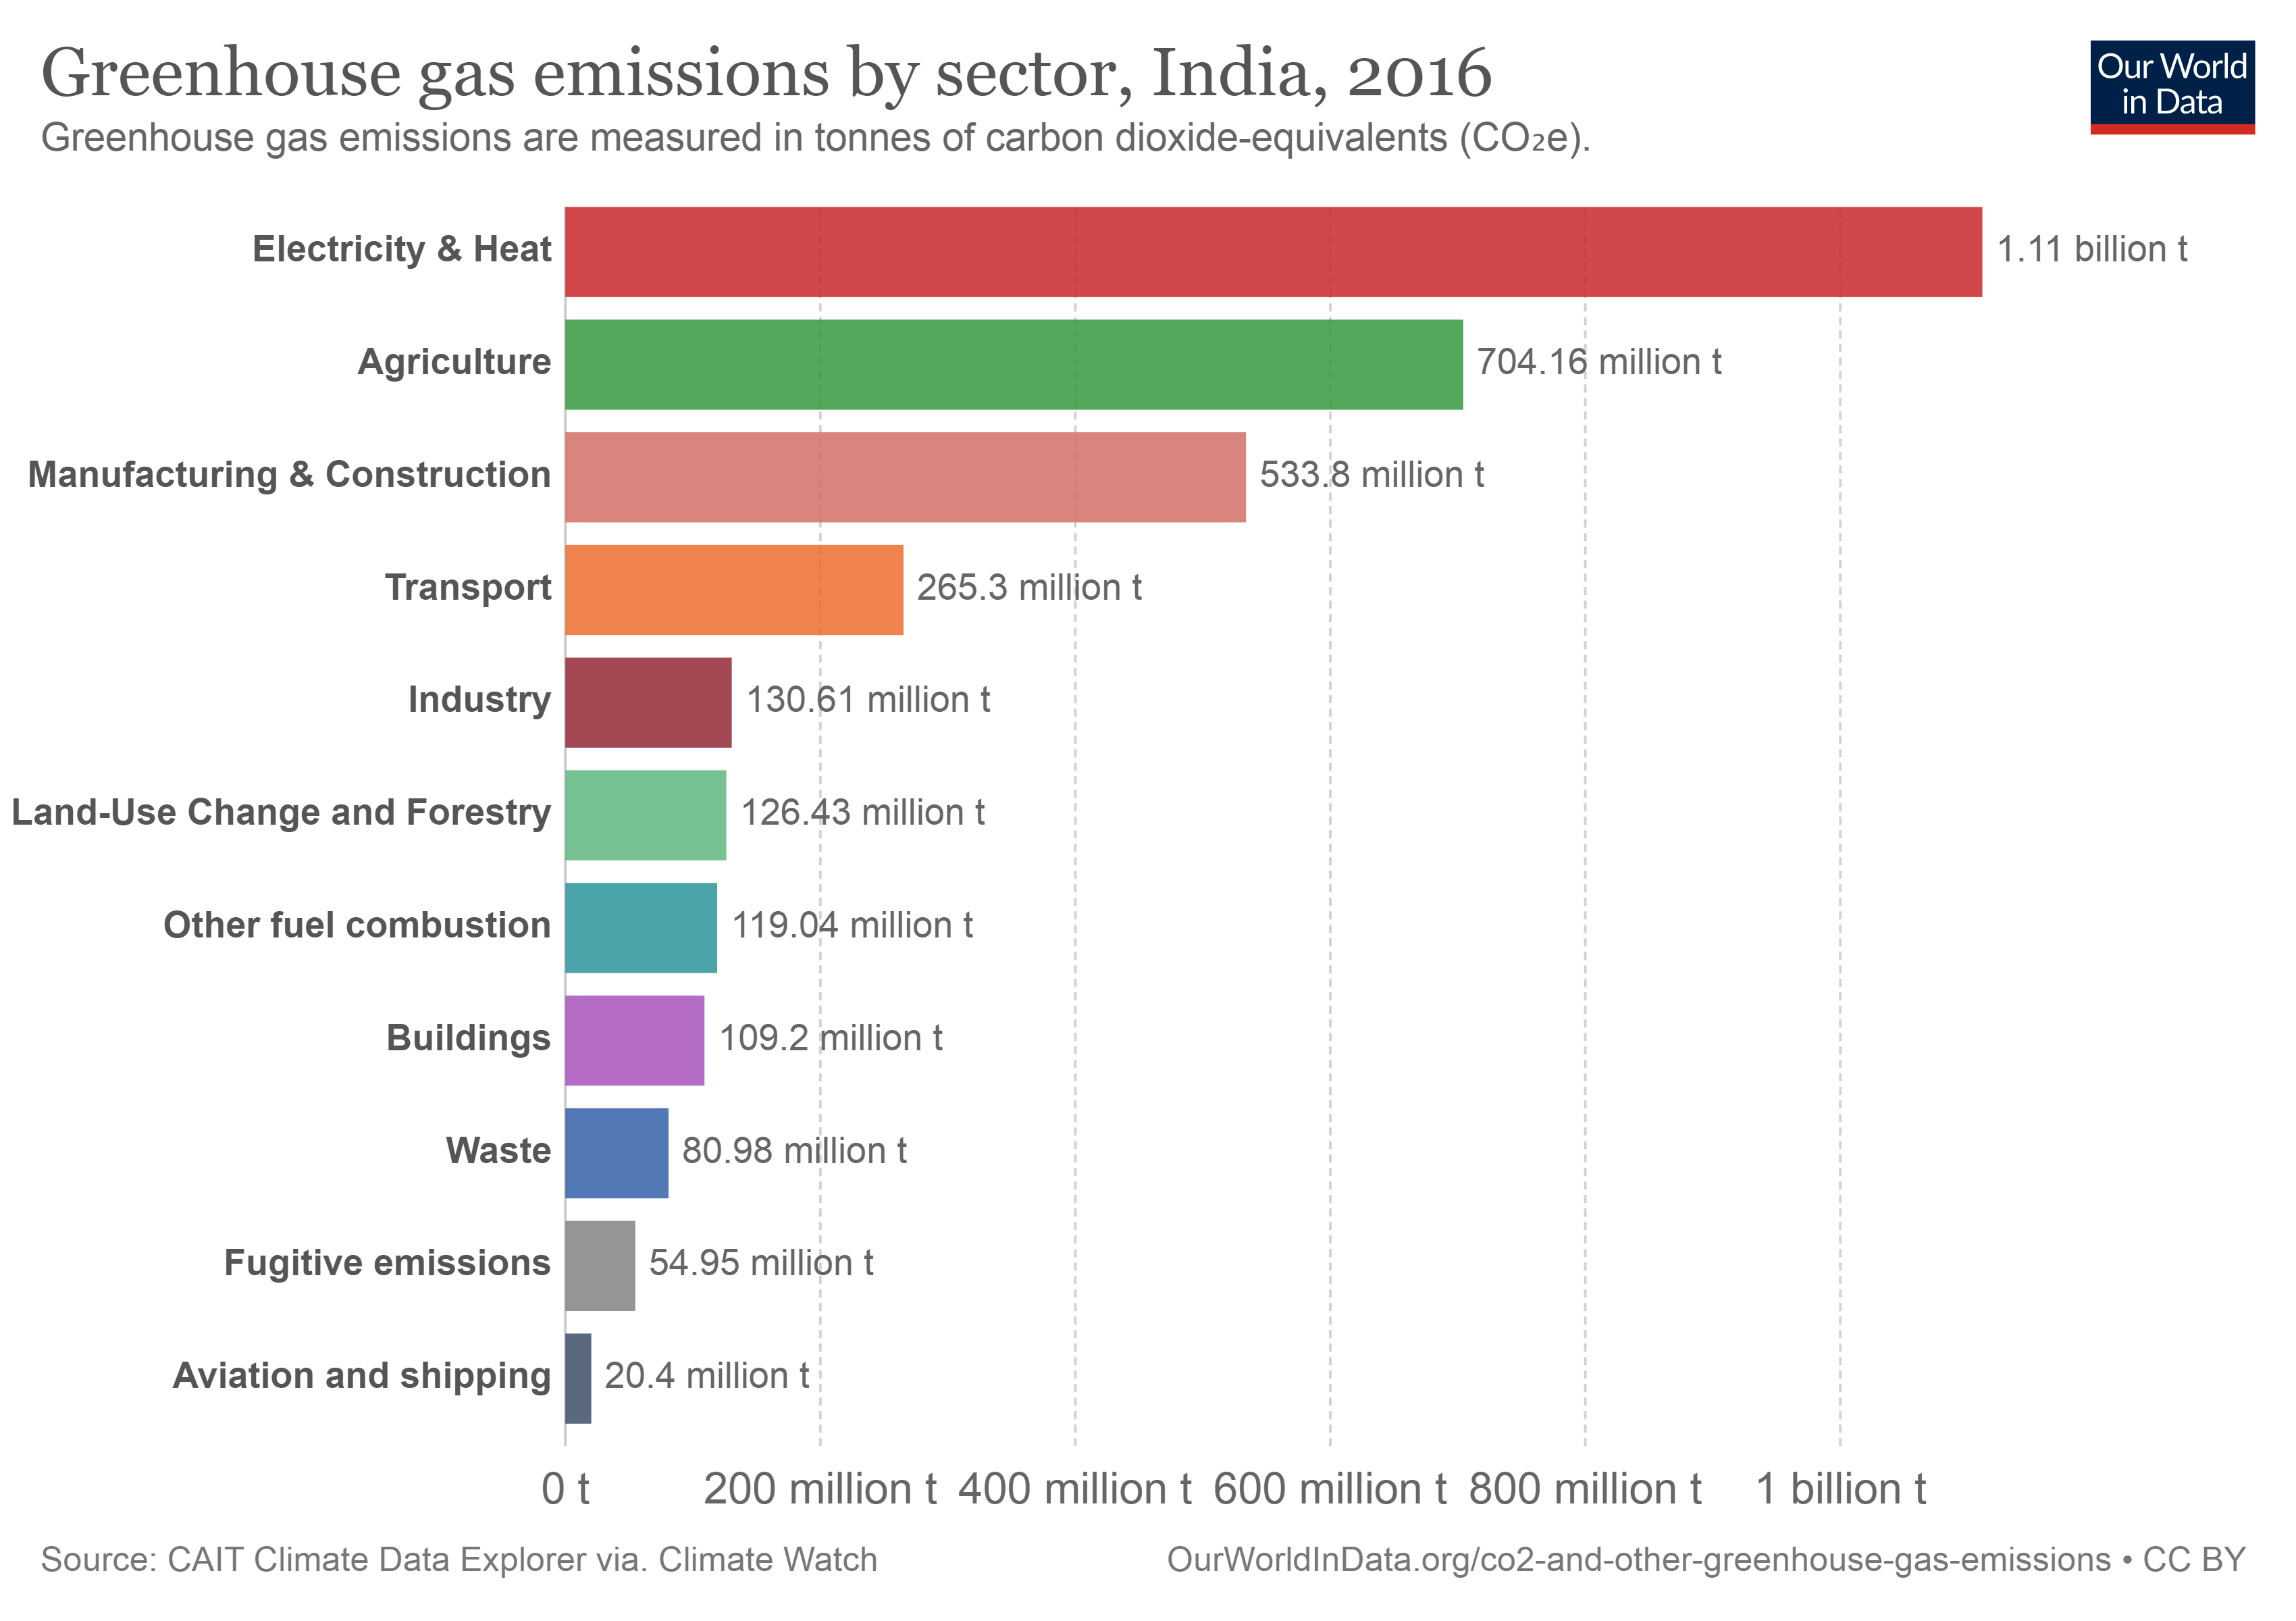 Greenhouse gas emissions by sector, India, 2016
Greenhouse gas emissions are measured in tonnes of carbon dioxide-equivalents (CO₂e).
Our World
in Data
Electricity & Heat 1.11 billion t
Agriculture 704.16 million t
Manufacturing & Construction 533.8 million t
Transport 265.3 million t
Industry 130.61 million t
Land-Use Change and Forestry 126.43 million t
Other fuel combustion 119.04 million t
Buildings 109.2 million t
Waste 80.98 million t
Fugitive emissions 54.95 million t
Aviation and shipping 20.4 million t
0 t 200 million t 400 million t 600 million t 800 million t 1 billion t
Source: CAIT Climate Data Explorer via. Climate Watch OurWorldInData.org/co2-and-other-greenhouse-gas-emissions • CC BY